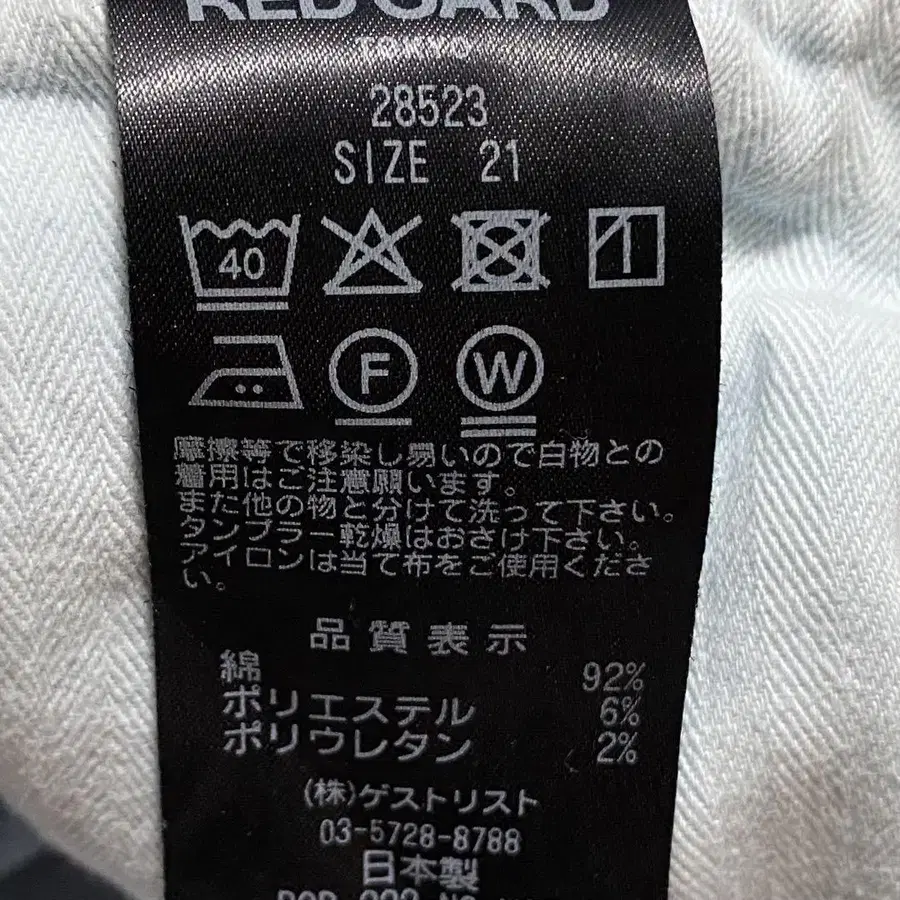 RED CARD
TOKYO
28523
SIZE 21
40
F
W
摩擦等で移染し易いので白物との
着用はご注意願います。
また他の物と分けて洗って下さい。
タンブラー乾燥はおさけ下さい。
アイロンは当て布をご使用くださ
い。
品質表示
綿 92%
ポリエステル 6%
ポリウレタン 2%
(株)ゲストリスト
03-5728-8788
日本製